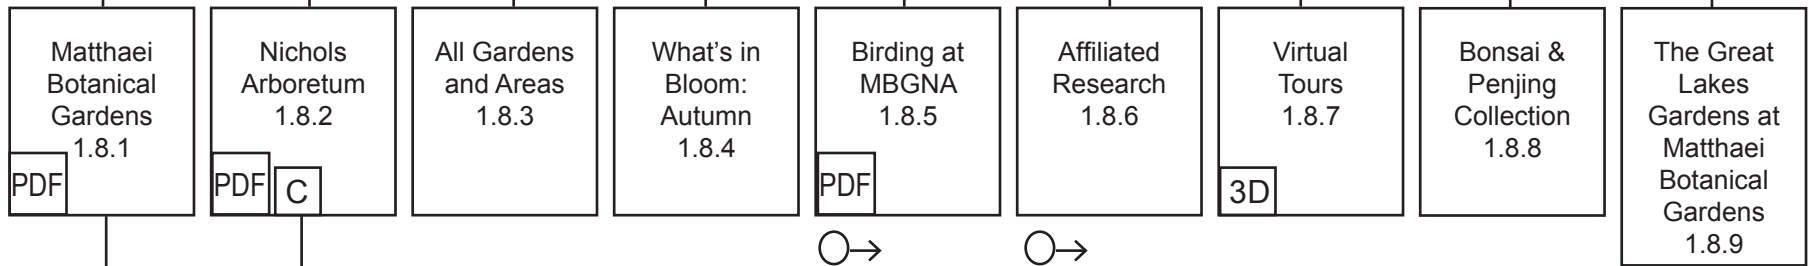 Matthaei
Botanical
Gardens
1.8.1
PDF
Nichols
Arboretum
1.8.2
PDF
C
All Gardens
and Areas
1.8.3
What's in
Bloom:
Autumn
1.8.4
Birding at
MBGNA
1.8.5
PDF
Affiliated
Research
1.8.6
Virtual
Tours
1.8.7
3D
Bonsai &
Penjing
Collection
1.8.8
The Great
Lakes
Gardens at
Matthaei
Botanical
Gardens
1.8.9